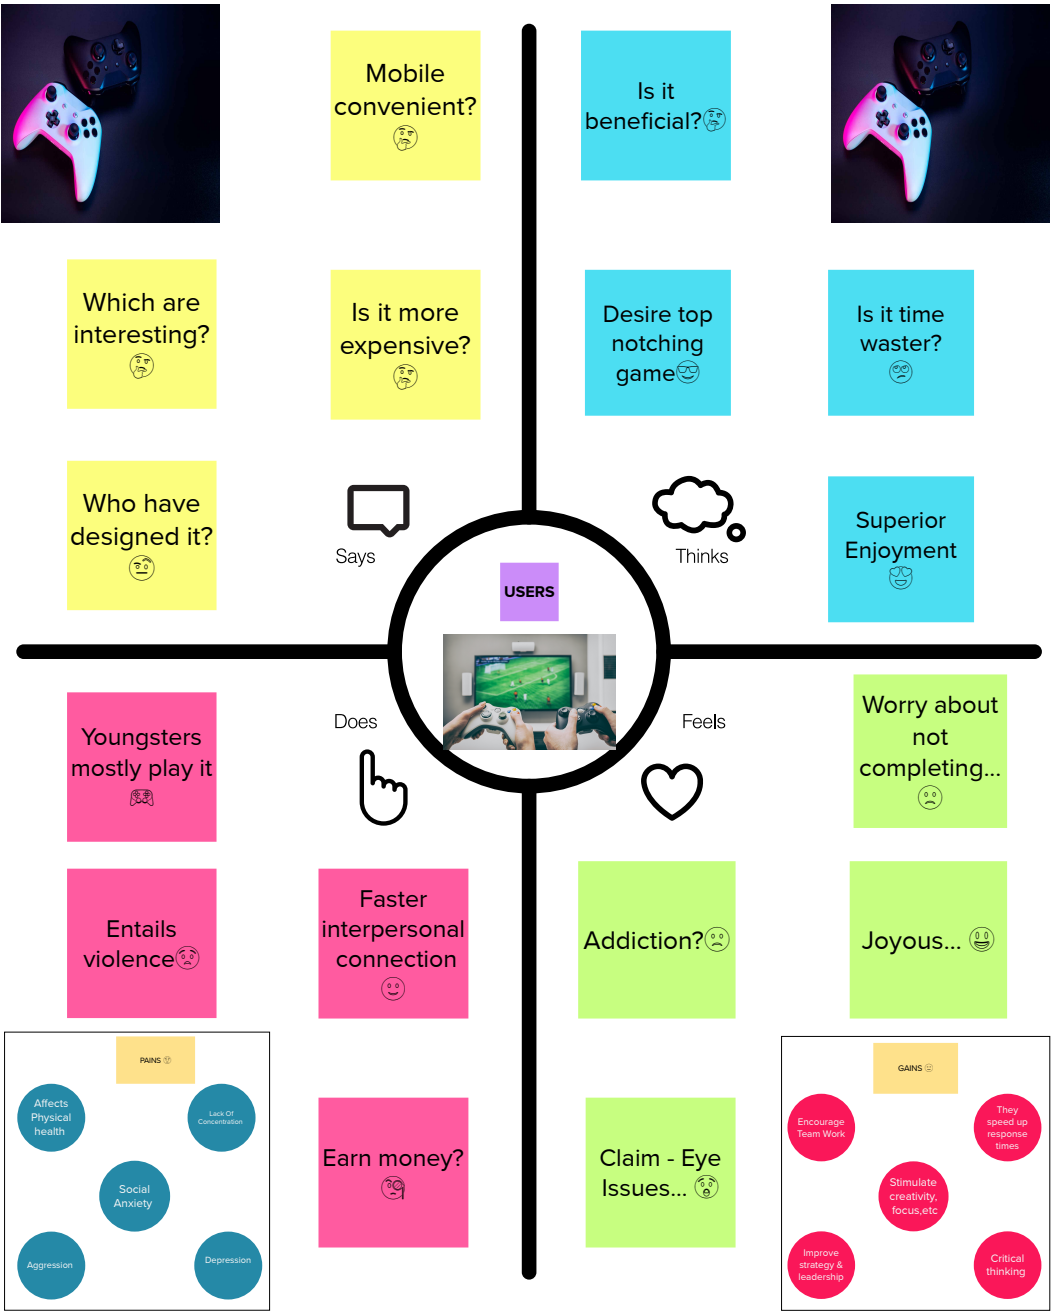 Mobile
convenient?🤔
Which are
interesting?
🤔
Is it more
expensive?
🤔
Who have
designed it?
🤨
Says
Is it
beneficial?🤔
Desire top
notching
game😎
Is it time
waster?
🙄
Superior
Enjoyment
😍
Thinks
USERS
Does
Youngsters
mostly play it
🎮
Entails
violence😟
Faster
interpersonal
connection
🙂
Earn money?
🧐
Feels
Worry about
not
completing...
🙁
Addiction?🙁
Joyous... 😃
Claim - Eye
Issues... 😲
PAINS 😟
Affects
Physical
health
Lack Of
Concentration
Social
Anxiety
Aggression
Depression
GAINS 🙂
Encourage
Team Work
They
speed up
response
times
Stimulate
creativity,
focus,etc
Improve
strategy &
leadership
Critical
thinking